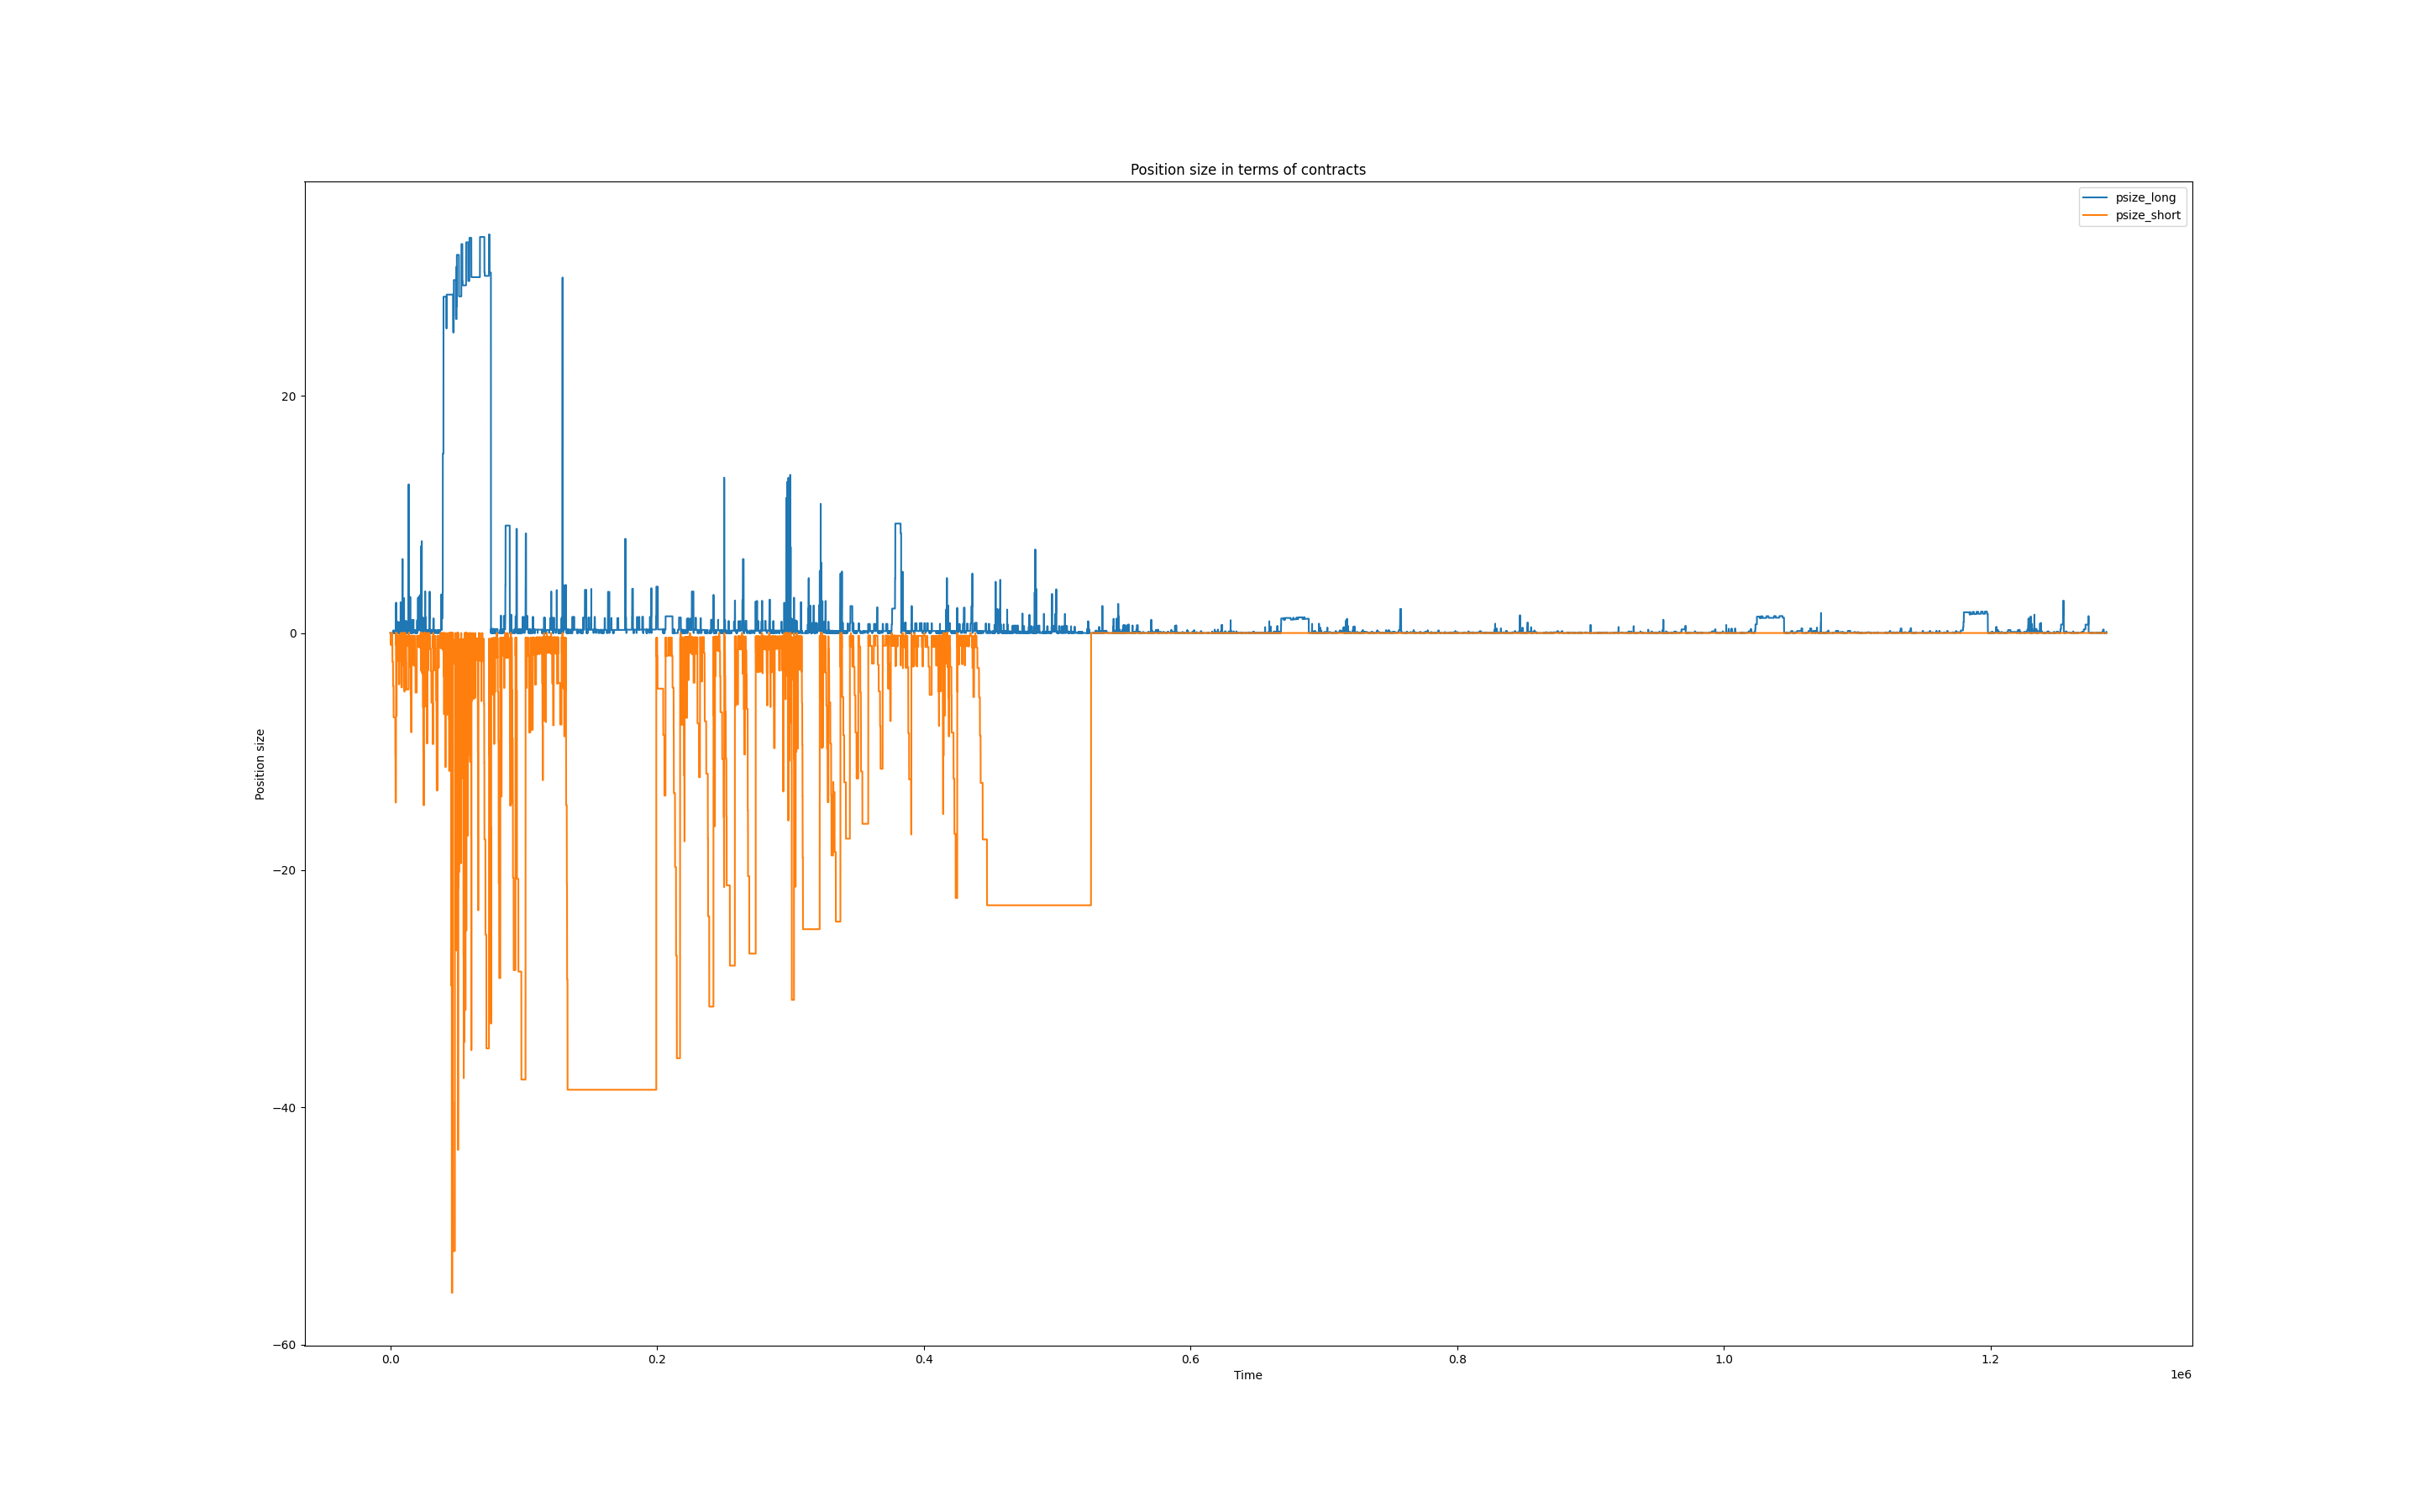 Position size in terms of contracts
psize_long
psize_short
20
0
−20
−40
−60
Position size
0.0 0.2 0.4 0.6 0.8 1.0 1.2
Time
1e6